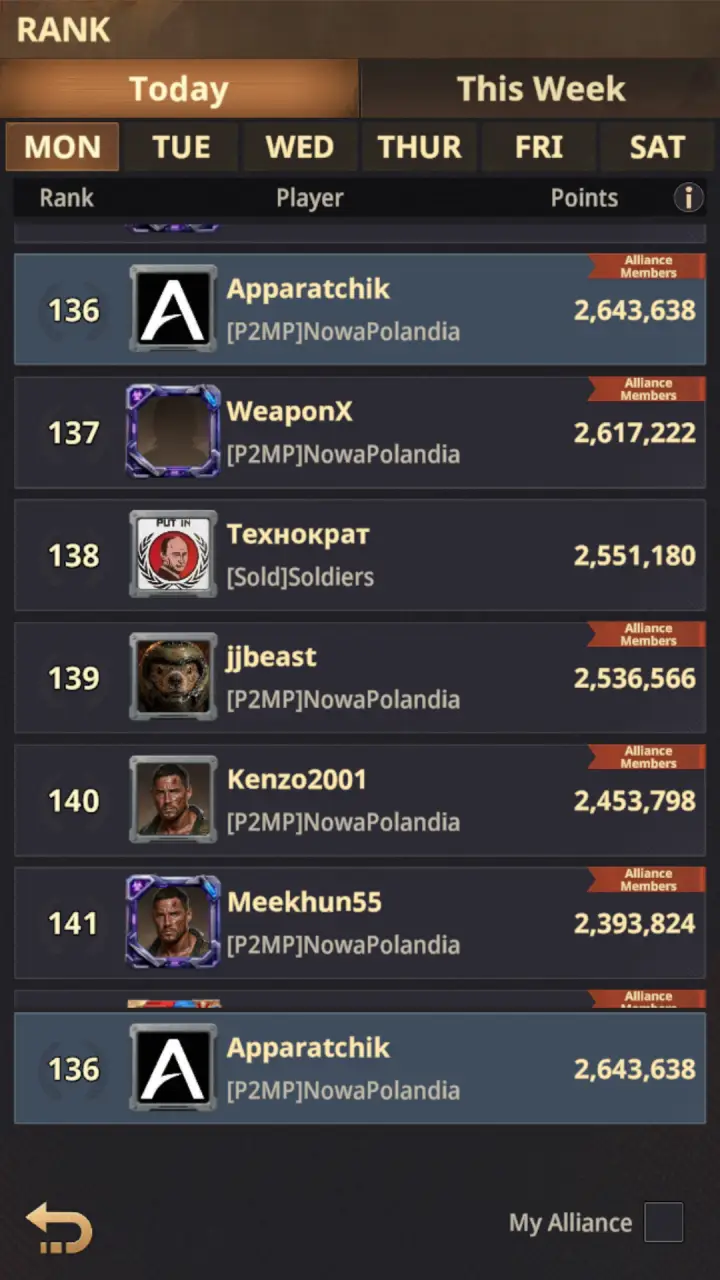 RANK
Today This Week
MON TUE WED THUR FRI SAT
Rank Player Points i
Alliance
Members
136 Apparatchik 2,643,638
[P2MP]NowaPolandia
Alliance
Members
137 WeaponX 2,617,222
[P2MP]NowaPolandia
PUT IN
138 Технократ 2,551,180
[Sold]Soldiers
Alliance
Members
139 jjbeast 2,536,566
[P2MP]NowaPolandia
Alliance
Members
140 Kenzo2001 2,453,798
[P2MP]NowaPolandia
Alliance
Members
141 Meekhun55 2,393,824
[P2MP]NowaPolandia
Alliance
136 Apparatchik 2,643,638
[P2MP]NowaPolandia
My Alliance